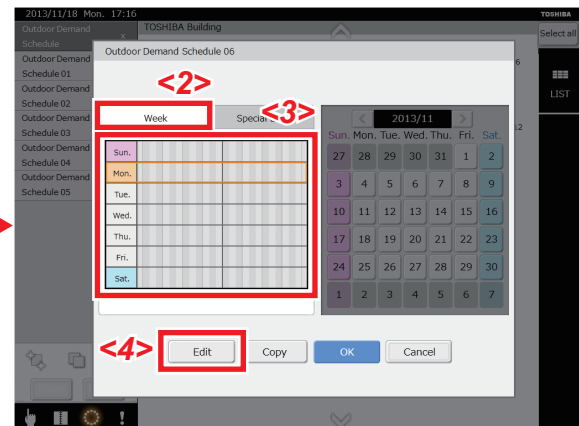 2013/11/18 Mon. 17:16
TOSHIBA
Outdoor Demand
Schedule
x
TOSHIBA Building
Select all
LIST
Outdoor Demand
Schedule 01
Outdoor Demand
Schedule 02
Outdoor Demand
Schedule 03
Outdoor Demand
Schedule 04
Outdoor Demand
Schedule 05
6
12
Outdoor Demand Schedule 06
<2>
Week
Special
<3>
Sun.
Mon.
Tue.
Wed.
Thu.
Fri.
Sat.
< 2013/11 >
Sun. Mon. Tue. Wed. Thu. Fri. Sat.
27 28 29 30 31 1 2
3 4 5 6 7 8 9
10 11 12 13 14 15 16
17 18 19 20 21 22 23
24 25 26 27 28 29 30
1 2 3 4 5 6 7
<4>
Edit
Copy
OK
Cancel
!